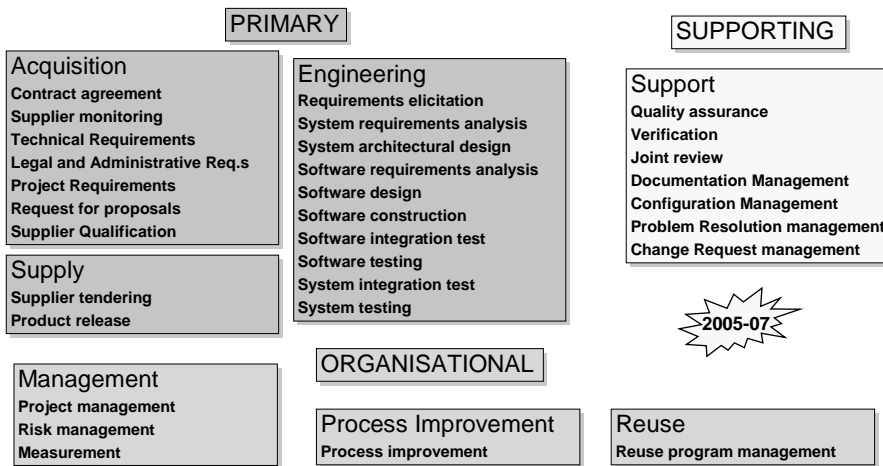 PRIMARY
SUPPORTING
Acquisition
Contract agreement
Supplier monitoring
Technical Requirements
Legal and Administrative Req.s
Project Requirements
Request for proposals
Supplier Qualification
Engineering
Requirements elicitation
System requirements analysis
System architectural design
Software requirements analysis
Software design
Software construction
Software integration test
Software testing
System integration test
System testing
Support
Quality assurance
Verification
Joint review
Documentation Management
Configuration Management
Problem Resolution management
Change Request management
Supply
Supplier tendering
Product release
2005-07
ORGANISATIONAL
Management
Project management
Risk management
Measurement
Process Improvement
Process improvement
Reuse
Reuse program management